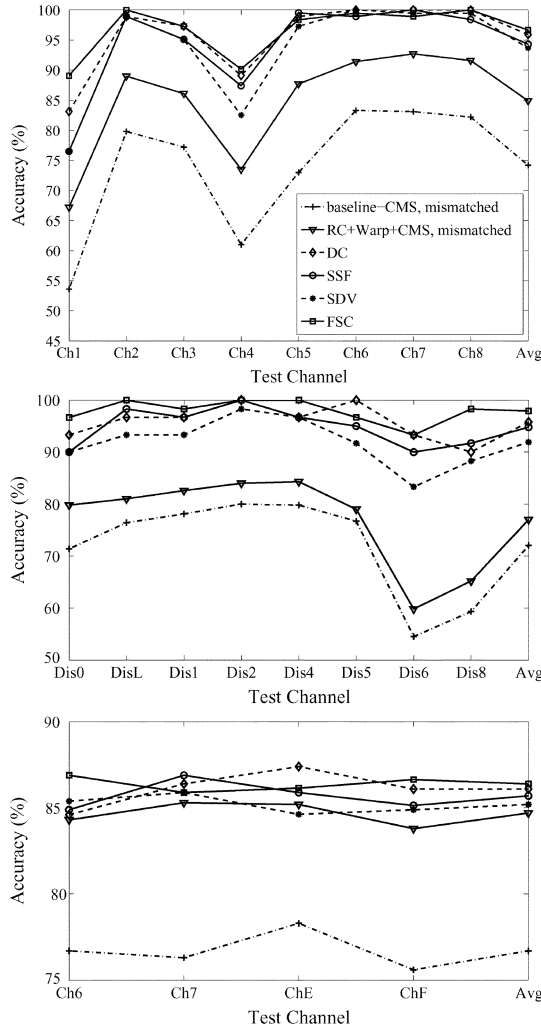 100
95
90
85
80
75
70
65
60
55
50
45
Accuracy (%)
baseline−CMS, mismatched
RC+Warp+CMS, mismatched
DC
SSF
SDV
FSC
Ch1 Ch2 Ch3 Ch4 Ch5 Ch6 Ch7 Ch8 Avg
Test Channel
100
90
80
70
60
50
Accuracy (%)
Dis0 DisL Dis1 Dis2 Dis4 Dis5 Dis6 Dis8 Avg
Test Channel
90
85
80
75
Accuracy (%)
Ch6 Ch7 ChE ChF Avg
Test Channel